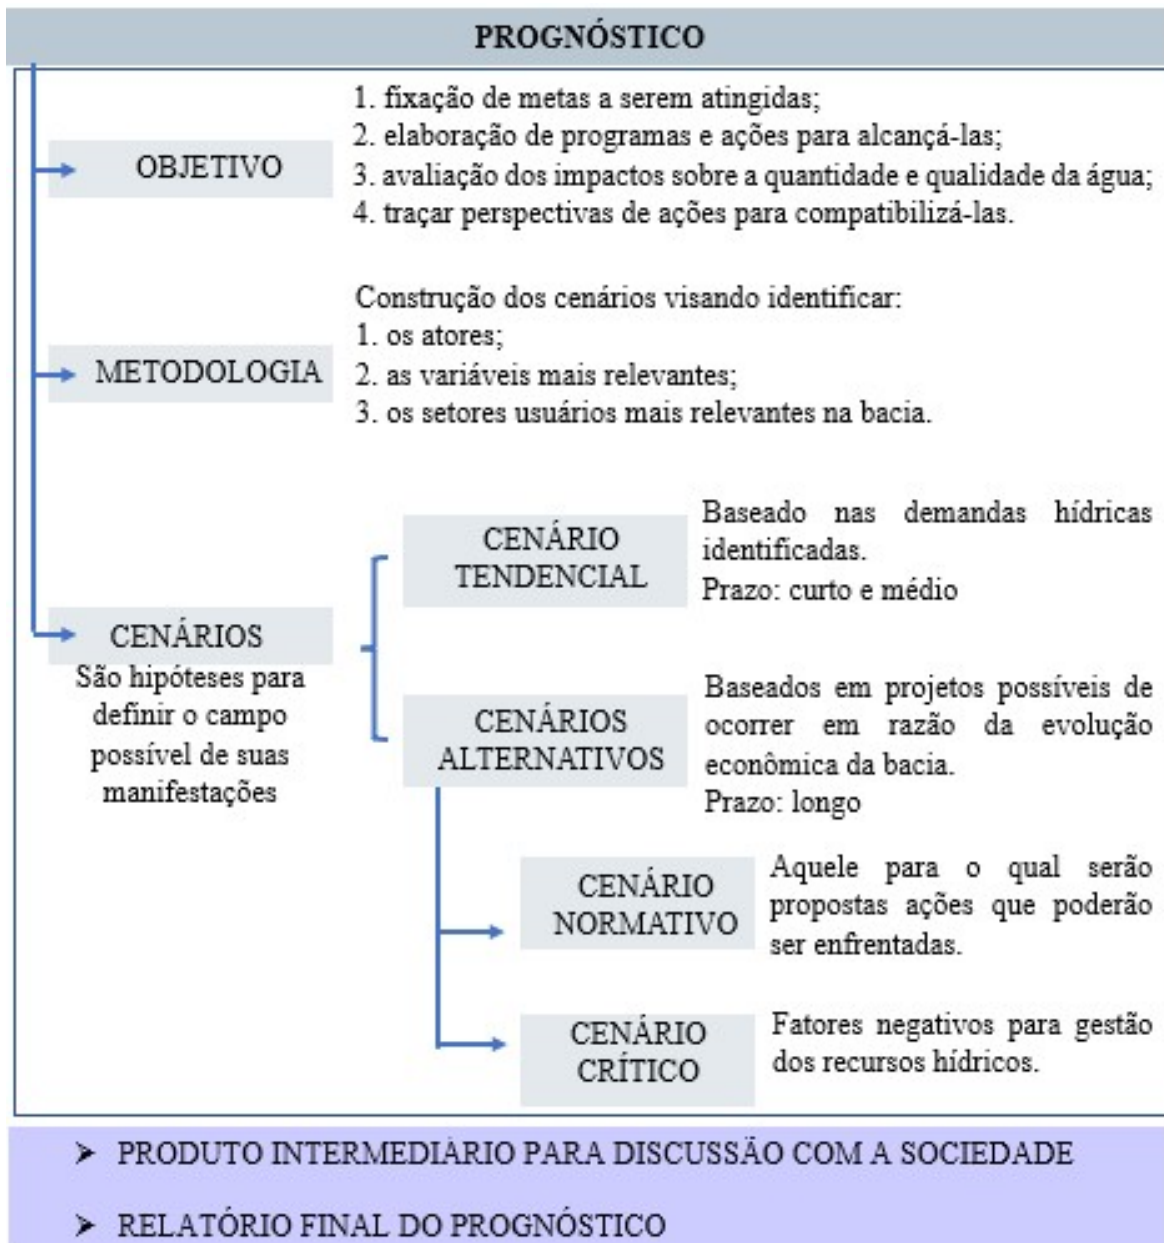 PROGNÓSTICO
OBJETIVO
1. fixação de metas a serem atingidas;
2. elaboração de programas e ações para alcançá-las;
3. avaliação dos impactos sobre a quantidade e qualidade da água;
4. traçar perspectivas de ações para compatibilizá-las.
METODOLOGIA
Construção dos cenários visando identificar:
1. os atores;
2. as variáveis mais relevantes;
3. os setores usuários mais relevantes na bacia.
CENÁRIOS
São hipóteses para
definir o campo
possível de suas
manifestações
CENÁRIO
TENDENCIAL
Baseado nas demandas hídricas
identificadas.
Prazo: curto e médio
CENÁRIOS
ALTERNATIVOS
Baseados em projetos possíveis de
ocorrer em razão da evolução
econômica da bacia.
Prazo: longo
CENÁRIO
NORMATIVO
Aquele para o qual serão
propostas ações que poderão
ser enfrentadas.
CENÁRIO
CRÍTICO
Fatores negativos para gestão
dos recursos hídricos.
➤ PRODUTO INTERMEDIÁRIO PARA DISCUSSÃO COM A SOCIEDADE
➤ RELATÓRIO FINAL DO PROGNÓSTICO